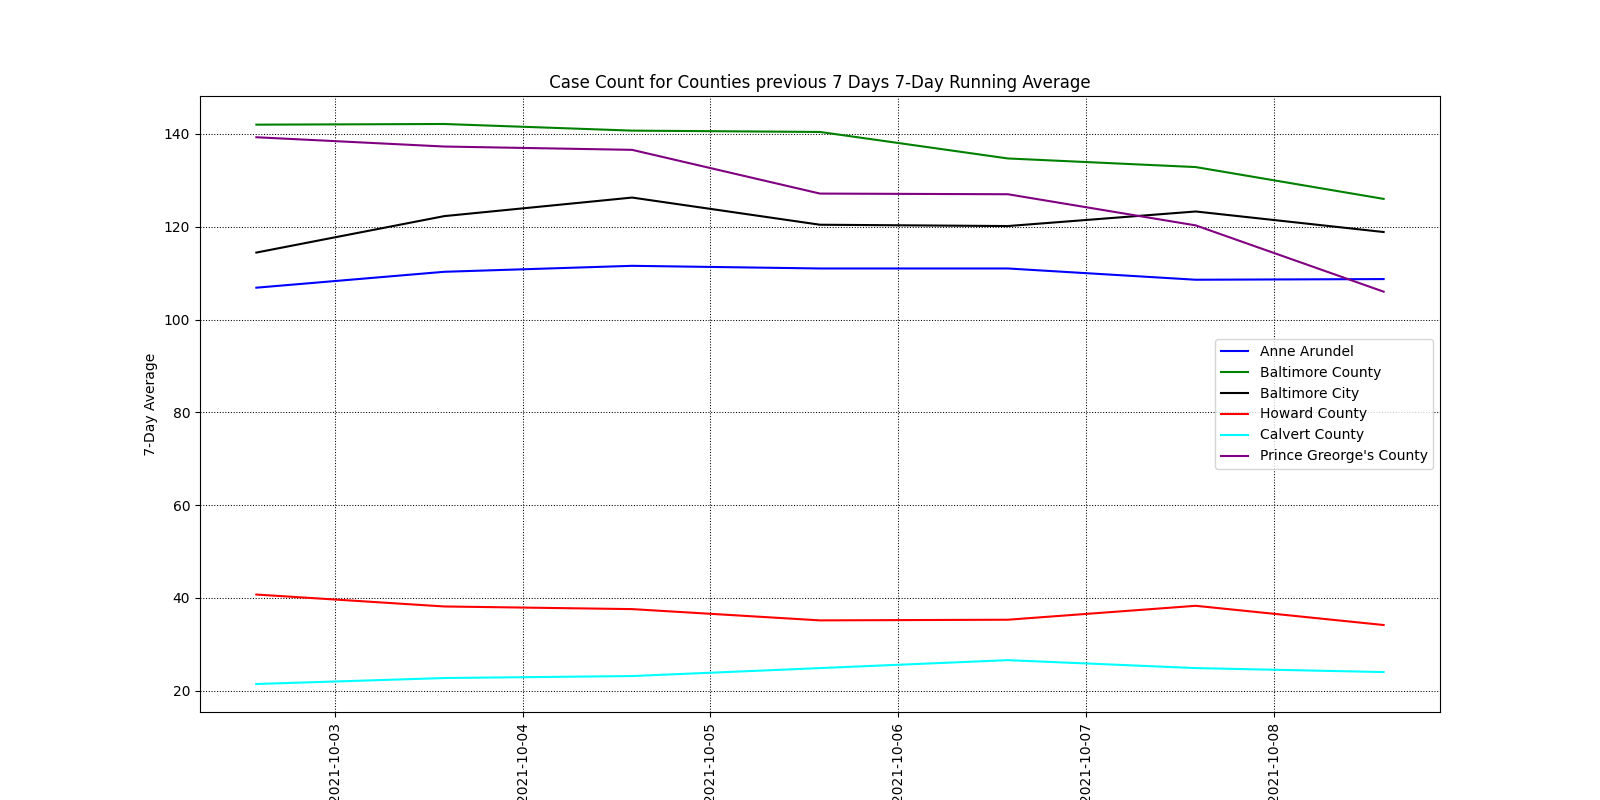 Case Count for Counties previous 7 Days 7-Day Running Average
7-Day Average
140
120
100
80
60
40
20
Anne Arundel
Baltimore County
Baltimore City
Howard County
Calvert County
Prince Greorge's County
2021-10-03
2021-10-04
2021-10-05
2021-10-06
2021-10-07
2021-10-08